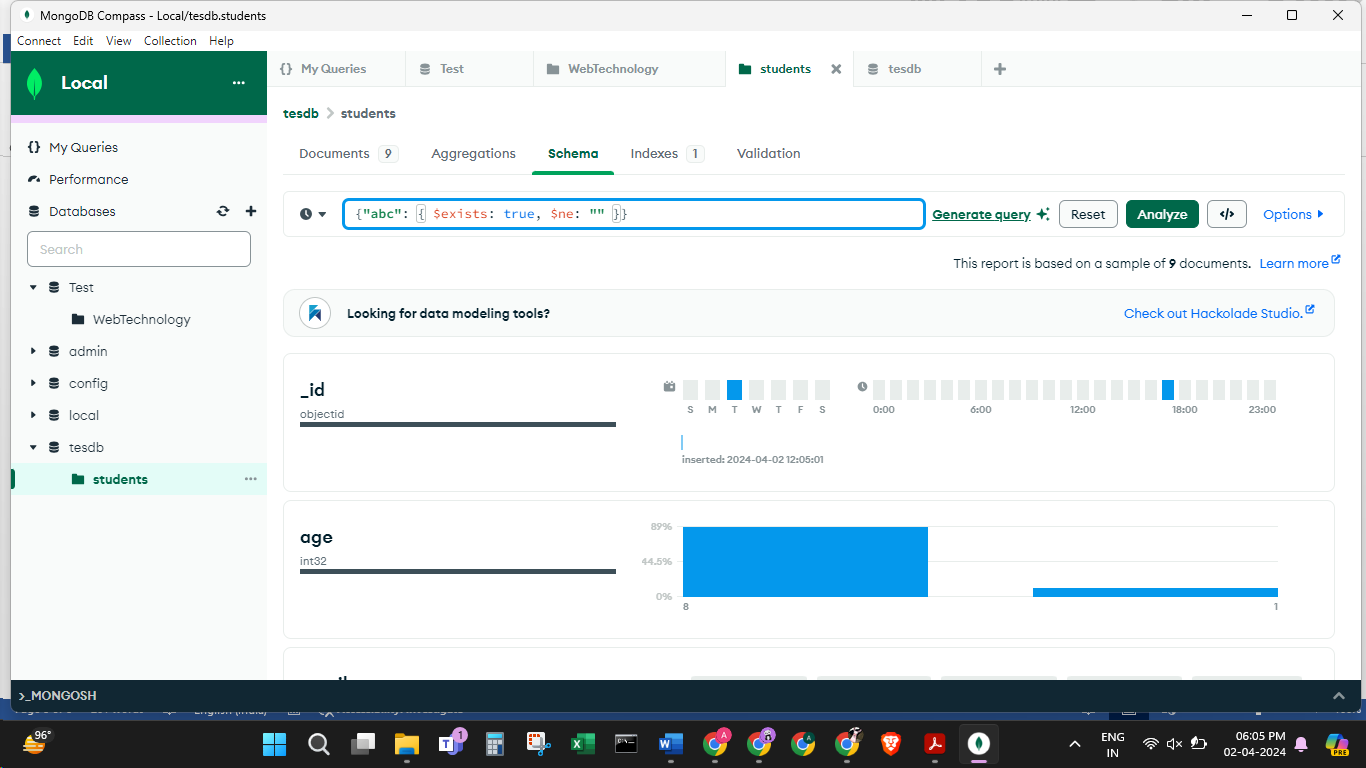 MongoDB Compass - Local/tesdb.students
Connect Edit View Collection Help
Local
My Queries
Performance
Databases
Search
Test
WebTechnology
admin
config
local
tesdb
students
{} My Queries Test WebTechnology students tesdb
tesdb > students
Documents 9 Aggregations Schema Indexes 1 Validation
{"abc": { $exists: true, $ne: "" }}
Generate query Reset Analyze </> Options
This report is based on a sample of 9 documents. Learn more
Looking for data modeling tools? Check out Hackolade Studio.
_id
objectid
S M T W T F S
0:00 6:00 12:00 18:00 23:00
inserted: 2024-04-02 12:05:01
age
int32
89%
44.5%
0%
8 1
>_MONGOSH
96°
1
ENG
IN
06:05 PM
02-04-2024
PRE